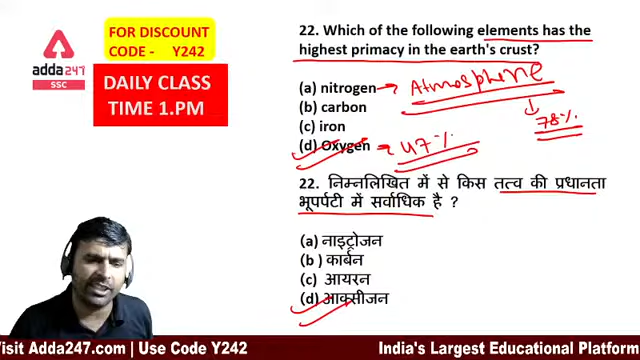 FOR DISCOUNT
CODE - Y242
adda247
SSC
DAILY CLASS
TIME 1.PM
22. Which of the following elements has the
highest primacy in the earth's crust?
(a) nitrogen → Atmosphene
(b) carbon
78%
(c) iron
(d) Oxygen → 47%
22. निम्नलिखित में से किस तत्व की प्रधानता
भूपर्पटी में सर्वाधिक है ?
(a) नाइट्रोजन
(b) कार्बन
(c) आयरन
(d) आक्सीजन
Visit Adda247.com | Use Code Y242
India's Largest Educational Platform